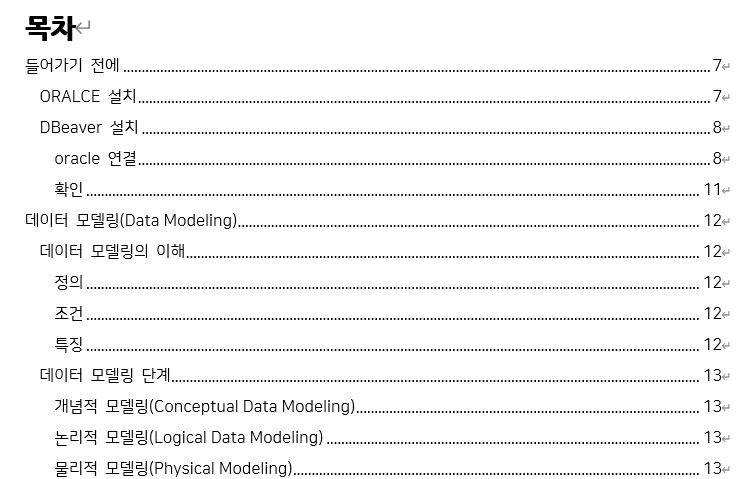 목차
들어가기 전에 7
ORALCE 설치 7
DBeaver 설치 8
oracle 연결 8
확인 11
데이터 모델링(Data Modeling) 12
데이터 모델링의 이해 12
정의 12
조건 12
특징 12
데이터 모델링 단계 13
개념적 모델링(Conceptual Data Modeling) 13
논리적 모델링(Logical Data Modeling) 13
물리적 모델링(Physical Modeling) 13